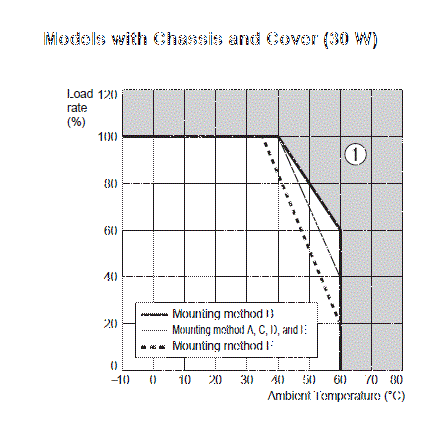 Models with Chassis and Cover (30 W)
Load rate (%)
120
100
80
60
40
20
0
1
Mounting method B
Mounting method A, C, D, and E
Mounting method F
-10 0 10 20 30 40 50 60 70 80
Ambient Temperature (°C)